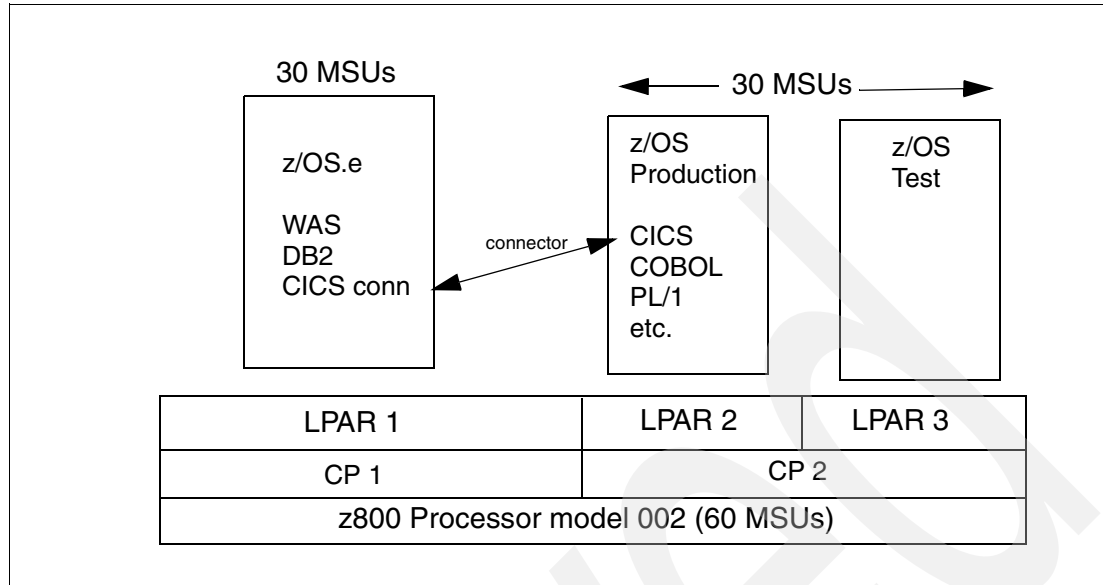 30 MSUs
30 MSUs
z/OS.e
WAS
DB2
CICS conn
connector
z/OS
Production
CICS
COBOL
PL/1
etc.
z/OS
Test
LPAR 1
LPAR 2
LPAR 3
CP 1
CP 2
z800 Processor model 002 (60 MSUs)